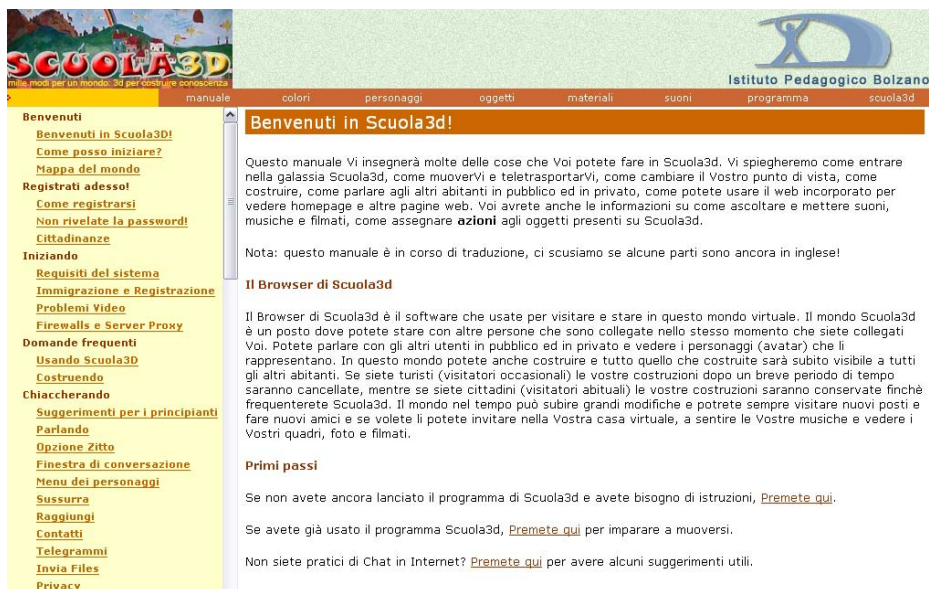 SCUOLA3D
mille modi per un mondo: 3d per costruire conoscenza
Istituto Pedagogico Bolzano
manuale colori personaggi oggetti materiali suoni programma scuola3d
Benvenuti
Benvenuti in Scuola3D!
Come posso iniziare?
Mappa del mondo
Registrati adesso!
Come registrarsi
Non rivelate la password!
Cittadinanze
Iniziando
Requisiti del sistema
Immigrazione e Registrazione
Problemi Video
Firewalls e Server Proxy
Domande frequenti
Usando Scuola3D
Costruendo
Chiaccherando
Suggerimenti per i principianti
Parlando
Opzione Zitto
Finestra di conversazione
Menu dei personaggi
Sussurra
Raggiungi
Contatti
Telegrammi
Invia Files
Privacy
Benvenuti in Scuola3d!
Questo manuale Vi insegnerà molte delle cose che Voi potete fare in Scuola3d. Vi spiegheremo come entrare
nella galassia Scuola3d, come muoverVi e teletrasportarVi, come cambiare il Vostro punto di vista, come
costruire, come parlare agli altri abitanti in pubblico ed in privato, come potete usare il web incorporato per
vedere homepage e altre pagine web. Voi avrete anche le informazioni su come ascoltare e mettere suoni,
musiche e filmati, come assegnare azioni agli oggetti presenti su Scuola3d.
Nota: questo manuale è in corso di traduzione, ci scusiamo se alcune parti sono ancora in inglese!
Il Browser di Scuola3d
Il Browser di Scuola3d è il software che usate per visitare e stare in questo mondo virtuale. Il mondo Scuola3d
è un posto dove potete stare con altre persone che sono collegate nello stesso momento che siete collegati
Voi. Potete parlare con gli altri utenti in pubblico ed in privato e vedere i personaggi (avatar) che li
rappresentano. In questo mondo potete anche costruire e tutto quello che costruite sarà subito visibile a tutti
gli altri abitanti. Se siete turisti (visitatori occasionali) le vostre costruzioni dopo un breve periodo di tempo
saranno cancellate, mentre se siete cittadini (visitatori abituali) le vostre costruzioni saranno conservate finchè
frequenterete Scuola3d. Il mondo nel tempo può subire grandi modifiche e potrete sempre visitare nuovi posti e
fare nuovi amici e se volete li potete invitare nella Vostra casa virtuale, a sentire le Vostre musiche e vedere i
Vostri quadri, foto e filmati.
Primi passi
Se non avete ancora lanciato il programma di Scuola3d e avete bisogno di istruzioni, Premete qui.
Se avete già usato il programma Scuola3d, Premete qui per imparare a muoversi.
Non siete pratici di Chat in Internet? Premete qui per avere alcuni suggerimenti utili.